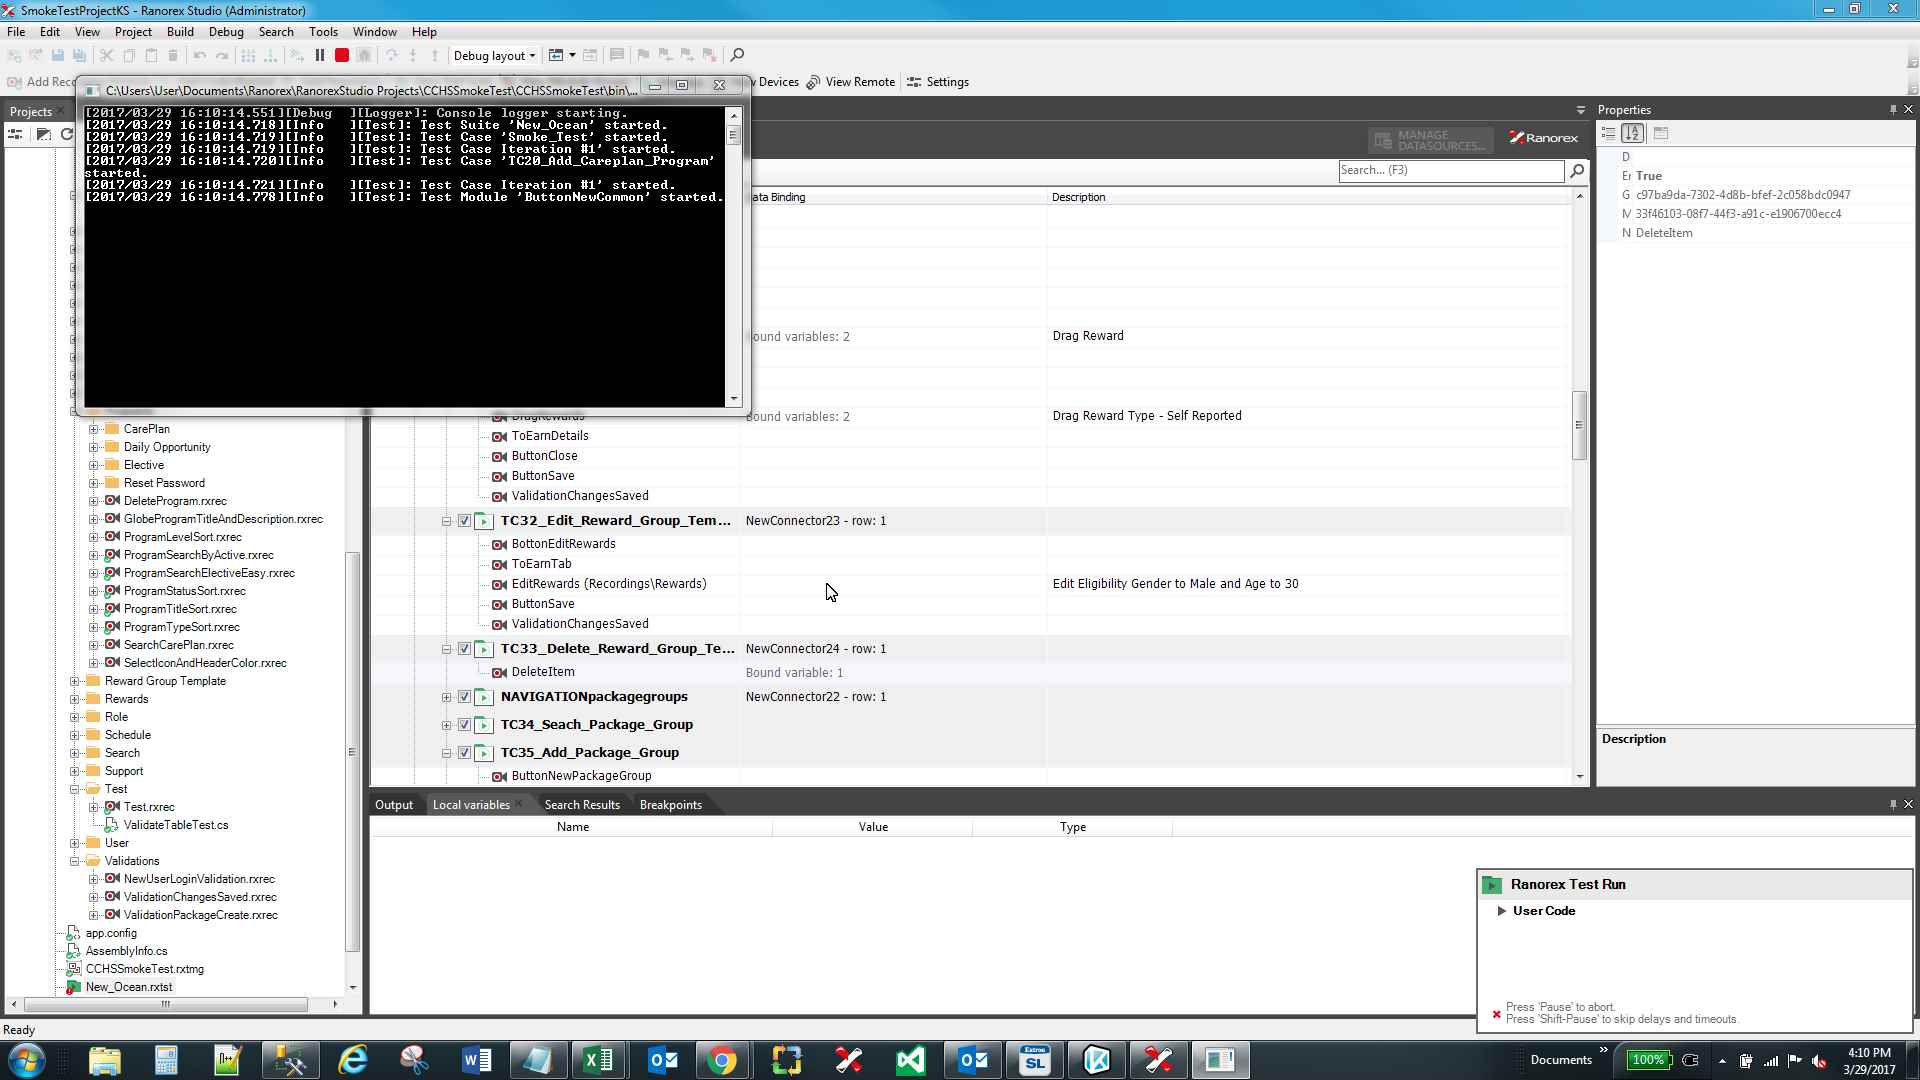 SmokeTestProjectKS - Ranorex Studio (Administrator)
File Edit View Project Build Debug Search Tools Window Help
Debug layout
Add Rec
Devices View Remote Settings
C:\Users\User\Documents\Ranorex\RanorexStudio Projects\CCHSSmokeTest\CCHSSmokeTest\bin\...
[2017/03/29 16:10:14.551][Debug ][Logger]: Console logger starting.
[2017/03/29 16:10:14.718][Info ][Test]: Test Suite 'New_Ocean' started.
[2017/03/29 16:10:14.719][Info ][Test]: Test Case 'Smoke_Test' started.
[2017/03/29 16:10:14.719][Info ][Test]: Test Case Iteration #1' started.
[2017/03/29 16:10:14.720][Info ][Test]: Test Case 'TC20_Add_Careplan_Program'
started.
[2017/03/29 16:10:14.721][Info ][Test]: Test Case Iteration #1' started.
[2017/03/29 16:10:14.778][Info ][Test]: Test Module 'ButtonNewCommon' started.
Projects
CarePlan
Daily Opportunity
Elective
Reset Password
DeleteProgram.rxrec
GlobeProgramTitleAndDescription.rxrec
ProgramLevelSort.rxrec
ProgramSearchByActive.rxrec
ProgramSearchElectiveEasy.rxrec
ProgramStatusSort.rxrec
ProgramTitleSort.rxrec
ProgramTypeSort.rxrec
SearchCarePlan.rxrec
SelectIconAndHeaderColor.rxrec
Reward Group Template
Rewards
Role
Schedule
Search
Support
Test
Test.rxrec
ValidateTableTest.cs
User
Validations
NewUserLoginValidation.rxrec
ValidationChangesSaved.rxrec
ValidationPackageCreate.rxrec
app.config
AssemblyInfo.cs
CCHSSmokeTest.rxtmg
New_Ocean.rxtst
MANAGE
DATASOURCES...
Ranorex
Search... (F3)
ata Binding Description
ound variables: 2 Drag Reward
DragRewards ound variables: 2 Drag Reward Type - Self Reported
ToEarnDetails
ButtonClose
ButtonSave
ValidationChangesSaved
TC32_Edit_Reward_Group_Tem... NewConnector23 - row: 1
BottonEditRewards
ToEarnTab
EditRewards (Recordings\Rewards) Edit Eligibility Gender to Male and Age to 30
ButtonSave
ValidationChangesSaved
TC33_Delete_Reward_Group_Te... NewConnector24 - row: 1
DeleteItem Bound variable: 1
NAVIGATIONpackagegroups NewConnector22 - row: 1
TC34_Seach_Package_Group
TC35_Add_Package_Group
ButtonNewPackageGroup
Properties
D
Er True
G c97ba9da-7302-4d8b-bfef-2c058bdc0947
M 33f46103-08f7-44f3-a91c-e1906700ecc4
N DeleteItem
Description
Output Local variables Search Results Breakpoints
Name Value Type
Ranorex Test Run
User Code
Press 'Pause' to abort.
Press 'Shift-Pause' to skip delays and timeouts.
Ready
Documents
100%
4:10 PM
3/29/2017
Extron
SL